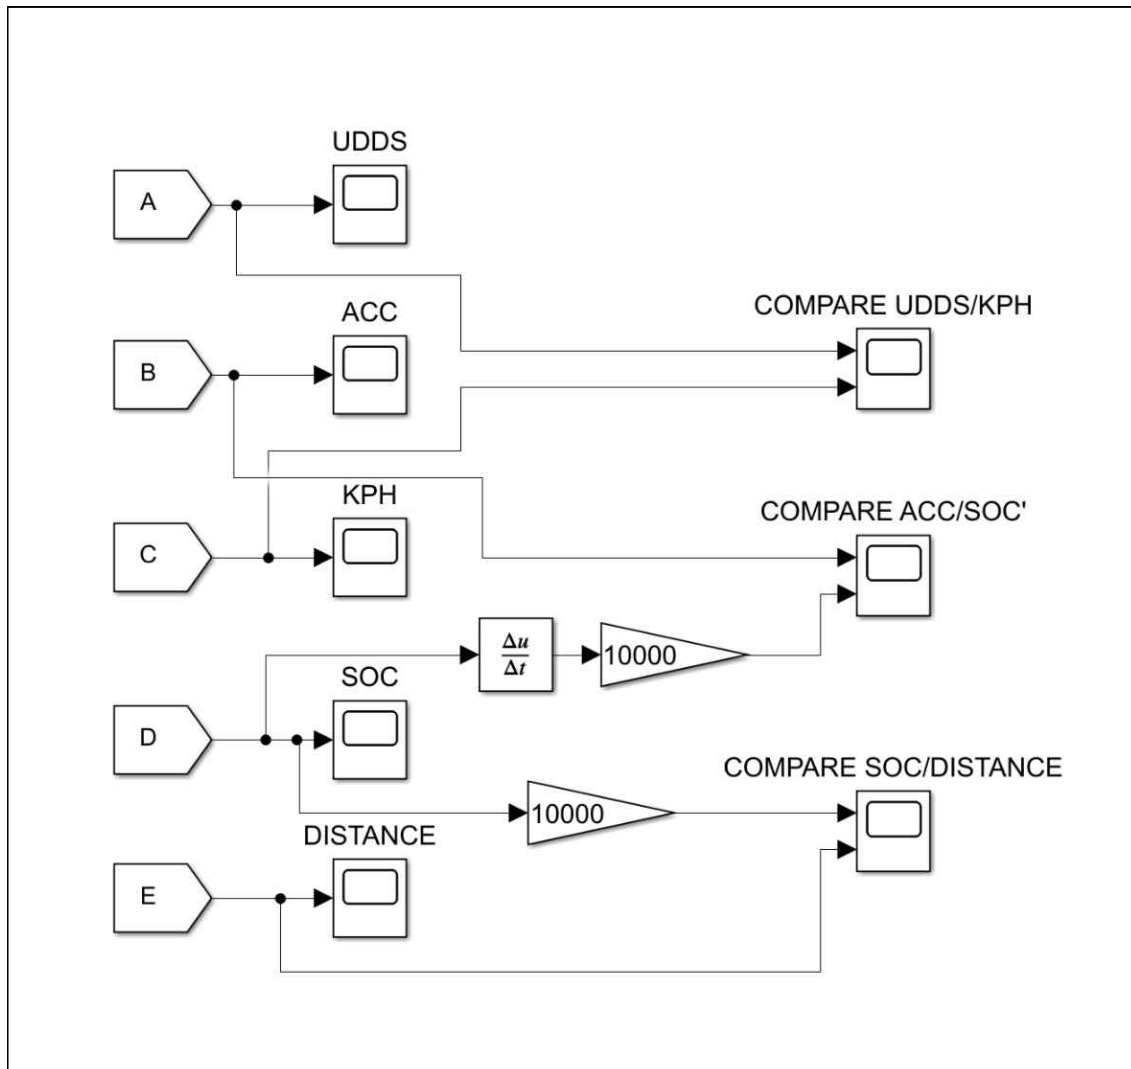 UDDS
A
ACC
COMPARE UDDS/KPH
B
KPH
COMPARE ACC/SOC'
C
Δu
Δt
10000
SOC
D
COMPARE SOC/DISTANCE
10000
DISTANCE
E